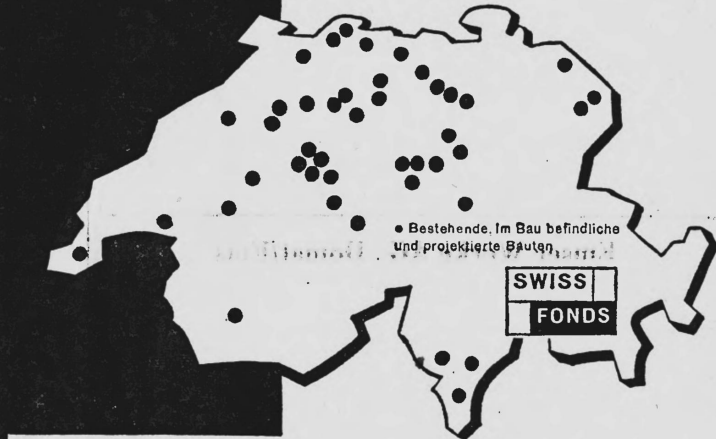 • Bestehende, im Bau befindliche
und projektierte Bauten
SWISS
FONDS